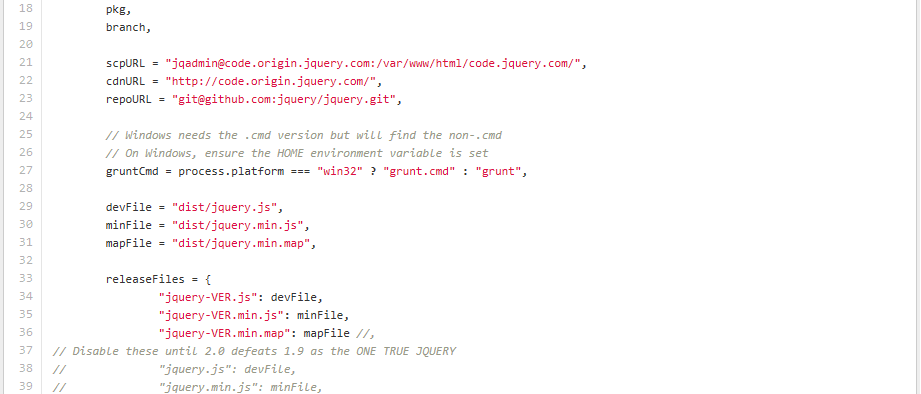 18 pkg,
19 branch,
20
21 scpURL = "jqadmin@code.origin.jquery.com:/var/www/html/code.jquery.com/",
22 cdnURL = "http://code.origin.jquery.com/",
23 repoURL = "git@github.com:jquery/jquery.git",
24
25 // Windows needs the .cmd version but will find the non-.cmd
26 // On Windows, ensure the HOME environment variable is set
27 gruntCmd = process.platform === "win32" ? "grunt.cmd" : "grunt",
28
29 devFile = "dist/jquery.js",
30 minFile = "dist/jquery.min.js",
31 mapFile = "dist/jquery.min.map",
32
33 releaseFiles = {
34 "jquery-VER.js": devFile,
35 "jquery-VER.min.js": minFile,
36 "jquery-VER.min.map": mapFile //,
37 // Disable these until 2.0 defeats 1.9 as the ONE TRUE JQUERY
38 // "jquery.js": devFile,
39 // "jquery.min.js": minFile,